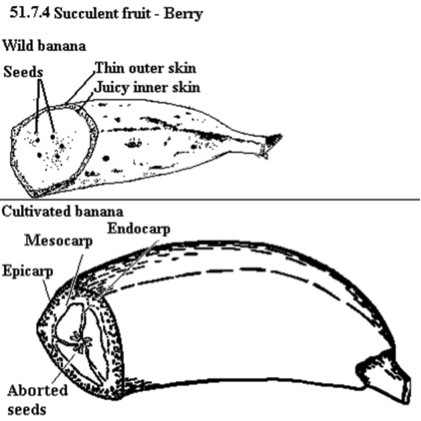 51.7.4 Succulent fruit - Berry
Wild banana
Seeds
Thin outer skin
Juicy inner skin
Cultivated banana
Endocarp
Mesocarp
Epicarp
Aborted
seeds